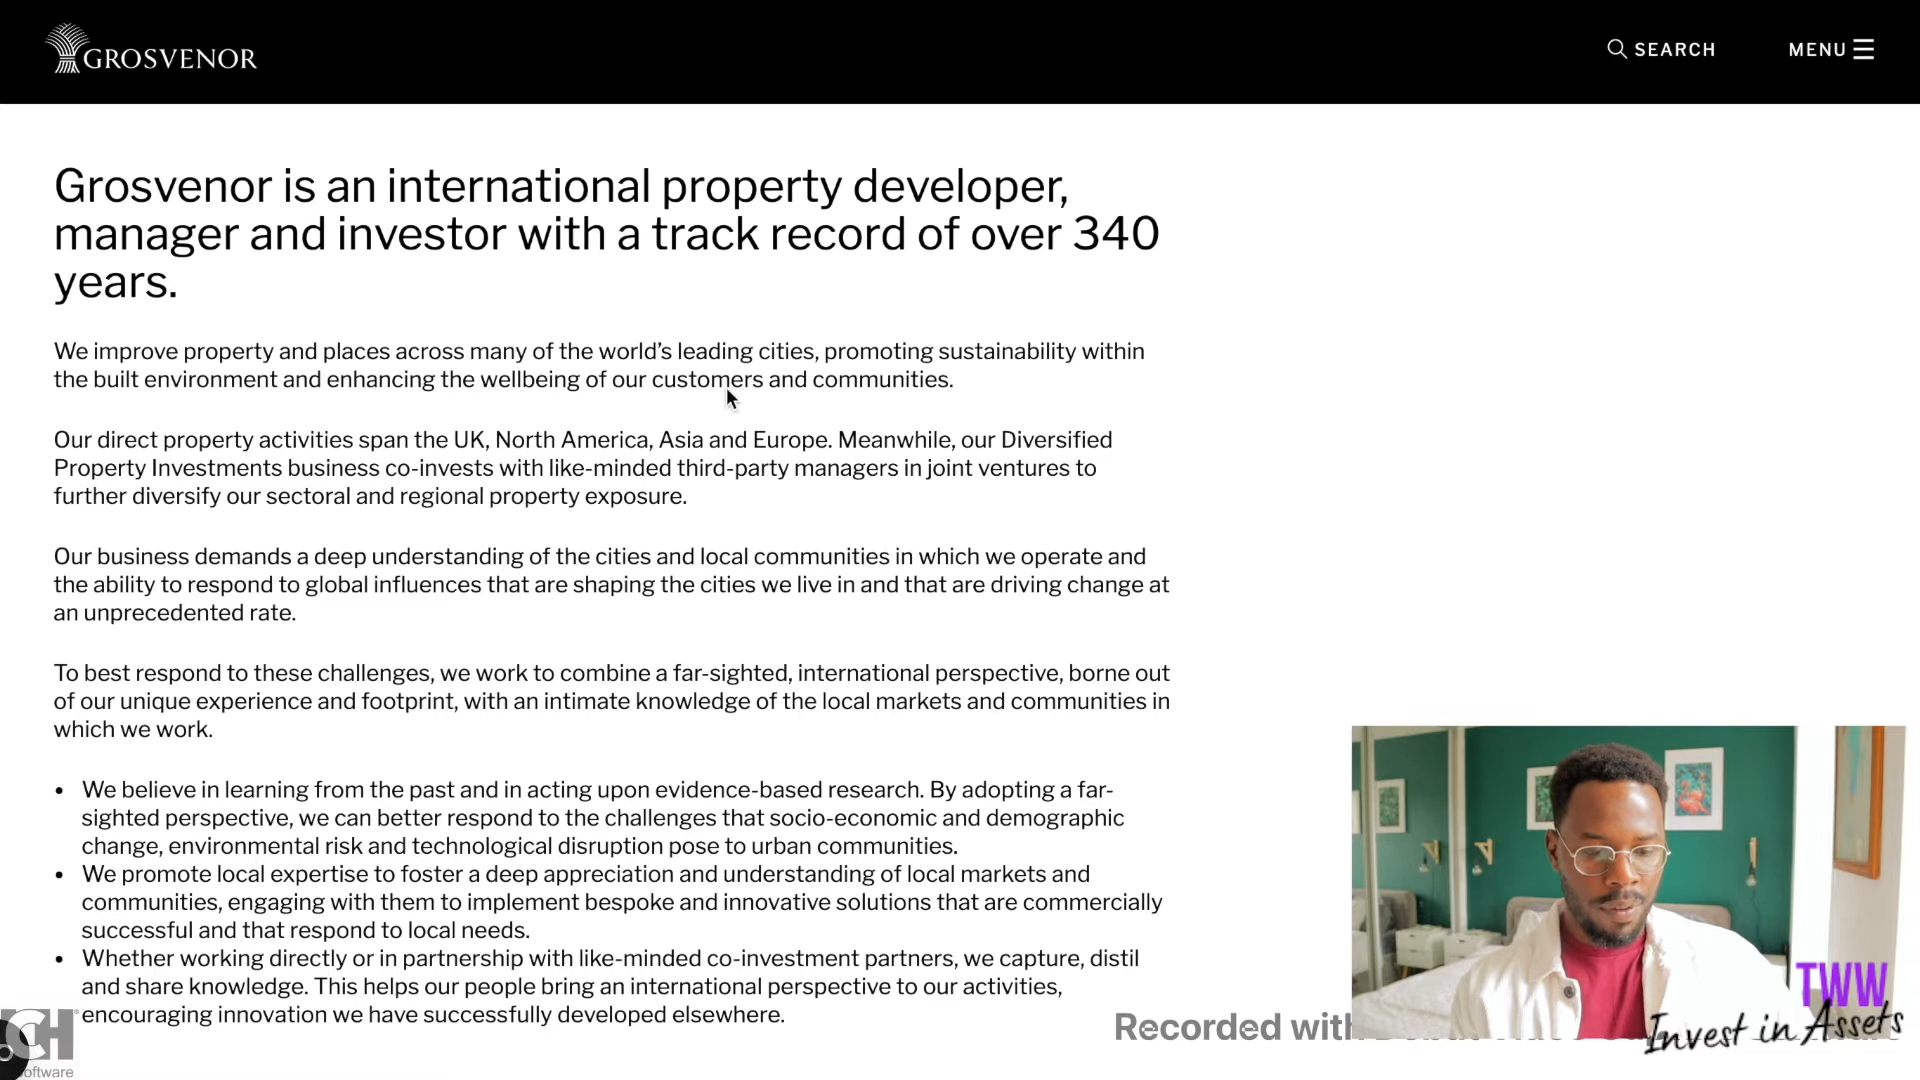 GROSVENOR
SEARCH
MENU
Grosvenor is an international property developer,
manager and investor with a track record of over 340
years.
We improve property and places across many of the world’s leading cities, promoting sustainability within
the built environment and enhancing the wellbeing of our customers and communities.
Our direct property activities span the UK, North America, Asia and Europe. Meanwhile, our Diversified
Property Investments business co-invests with like-minded third-party managers in joint ventures to
further diversify our sectoral and regional property exposure.
Our business demands a deep understanding of the cities and local communities in which we operate and
the ability to respond to global influences that are shaping the cities we live in and that are driving change at
an unprecedented rate.
To best respond to these challenges, we work to combine a far-sighted, international perspective, borne out
of our unique experience and footprint, with an intimate knowledge of the local markets and communities in
which we work.
• We believe in learning from the past and in acting upon evidence-based research. By adopting a far-
sighted perspective, we can better respond to the challenges that socio-economic and demographic
change, environmental risk and technological disruption pose to urban communities.
• We promote local expertise to foster a deep appreciation and understanding of local markets and
communities, engaging with them to implement bespoke and innovative solutions that are commercially
successful and that respond to local needs.
• Whether working directly or in partnership with like-minded co-investment partners, we capture, distil
and share knowledge. This helps our people bring an international perspective to our activities,
encouraging innovation we have successfully developed elsewhere.
CH
oftware
Recorded with
TWW
Invest in Assets